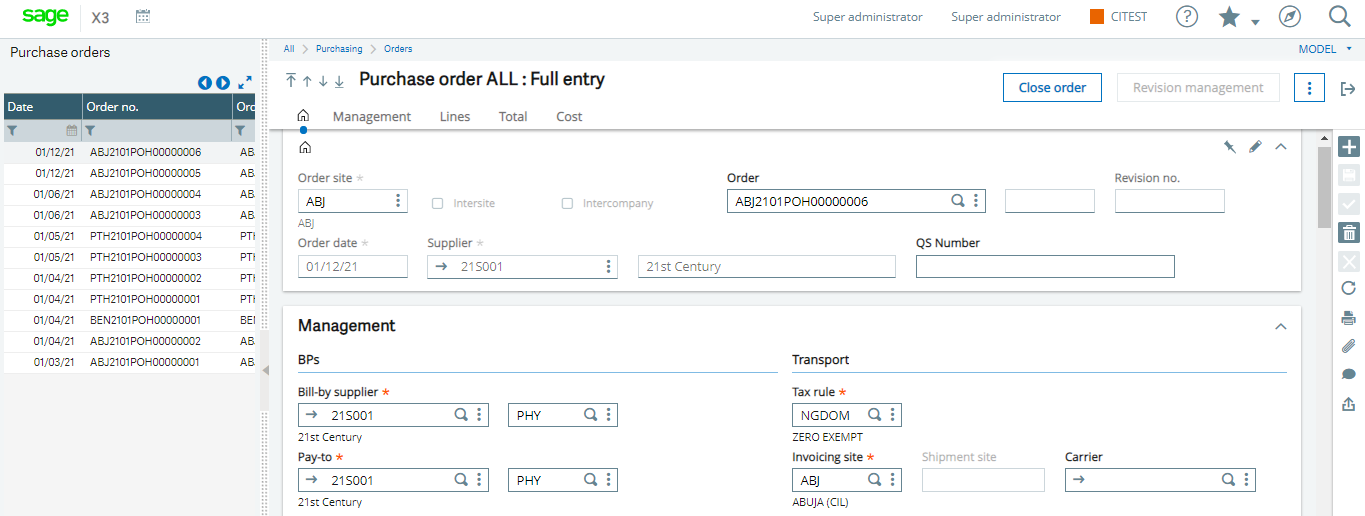 sage X3 Super administrator Super administrator CITEST ?
Purchase orders
All > Purchasing > Orders MODEL
Purchase order ALL : Full entry
Close order Revision management
Date Order no. Orc
Management Lines Total Cost
01/12/21 ABJ2101POH00000006 AB.
01/12/21 ABJ2101POH00000005 AB.
01/06/21 ABJ2101POH00000004 AB.
01/06/21 ABJ2101POH00000003 AB.
01/05/21 PTH2101POH00000004 PTH
01/05/21 PTH2101POH00000003 PTH
01/04/21 PTH2101POH00000002 PTH
01/04/21 PTH2101POH00000001 PTH
01/04/21 BEN2101POH00000001 BEN
01/04/21 ABJ2101POH00000002 AB.
01/03/21 ABJ2101POH00000001 AB.
Order site * Order Revision no.
ABJ Intersite Intercompany ABJ2101POH00000006
ABJ
Order date * Supplier * QS Number
01/12/21 21S001 21st Century
Management
BPs Transport
Bill-by supplier * Tax rule *
21S001 PHY NGDOM
21st Century ZERO EXEMPT
Pay-to * Invoicing site * Shipment site Carrier
21S001 PHY ABJ
21st Century ABUJA (CIL)